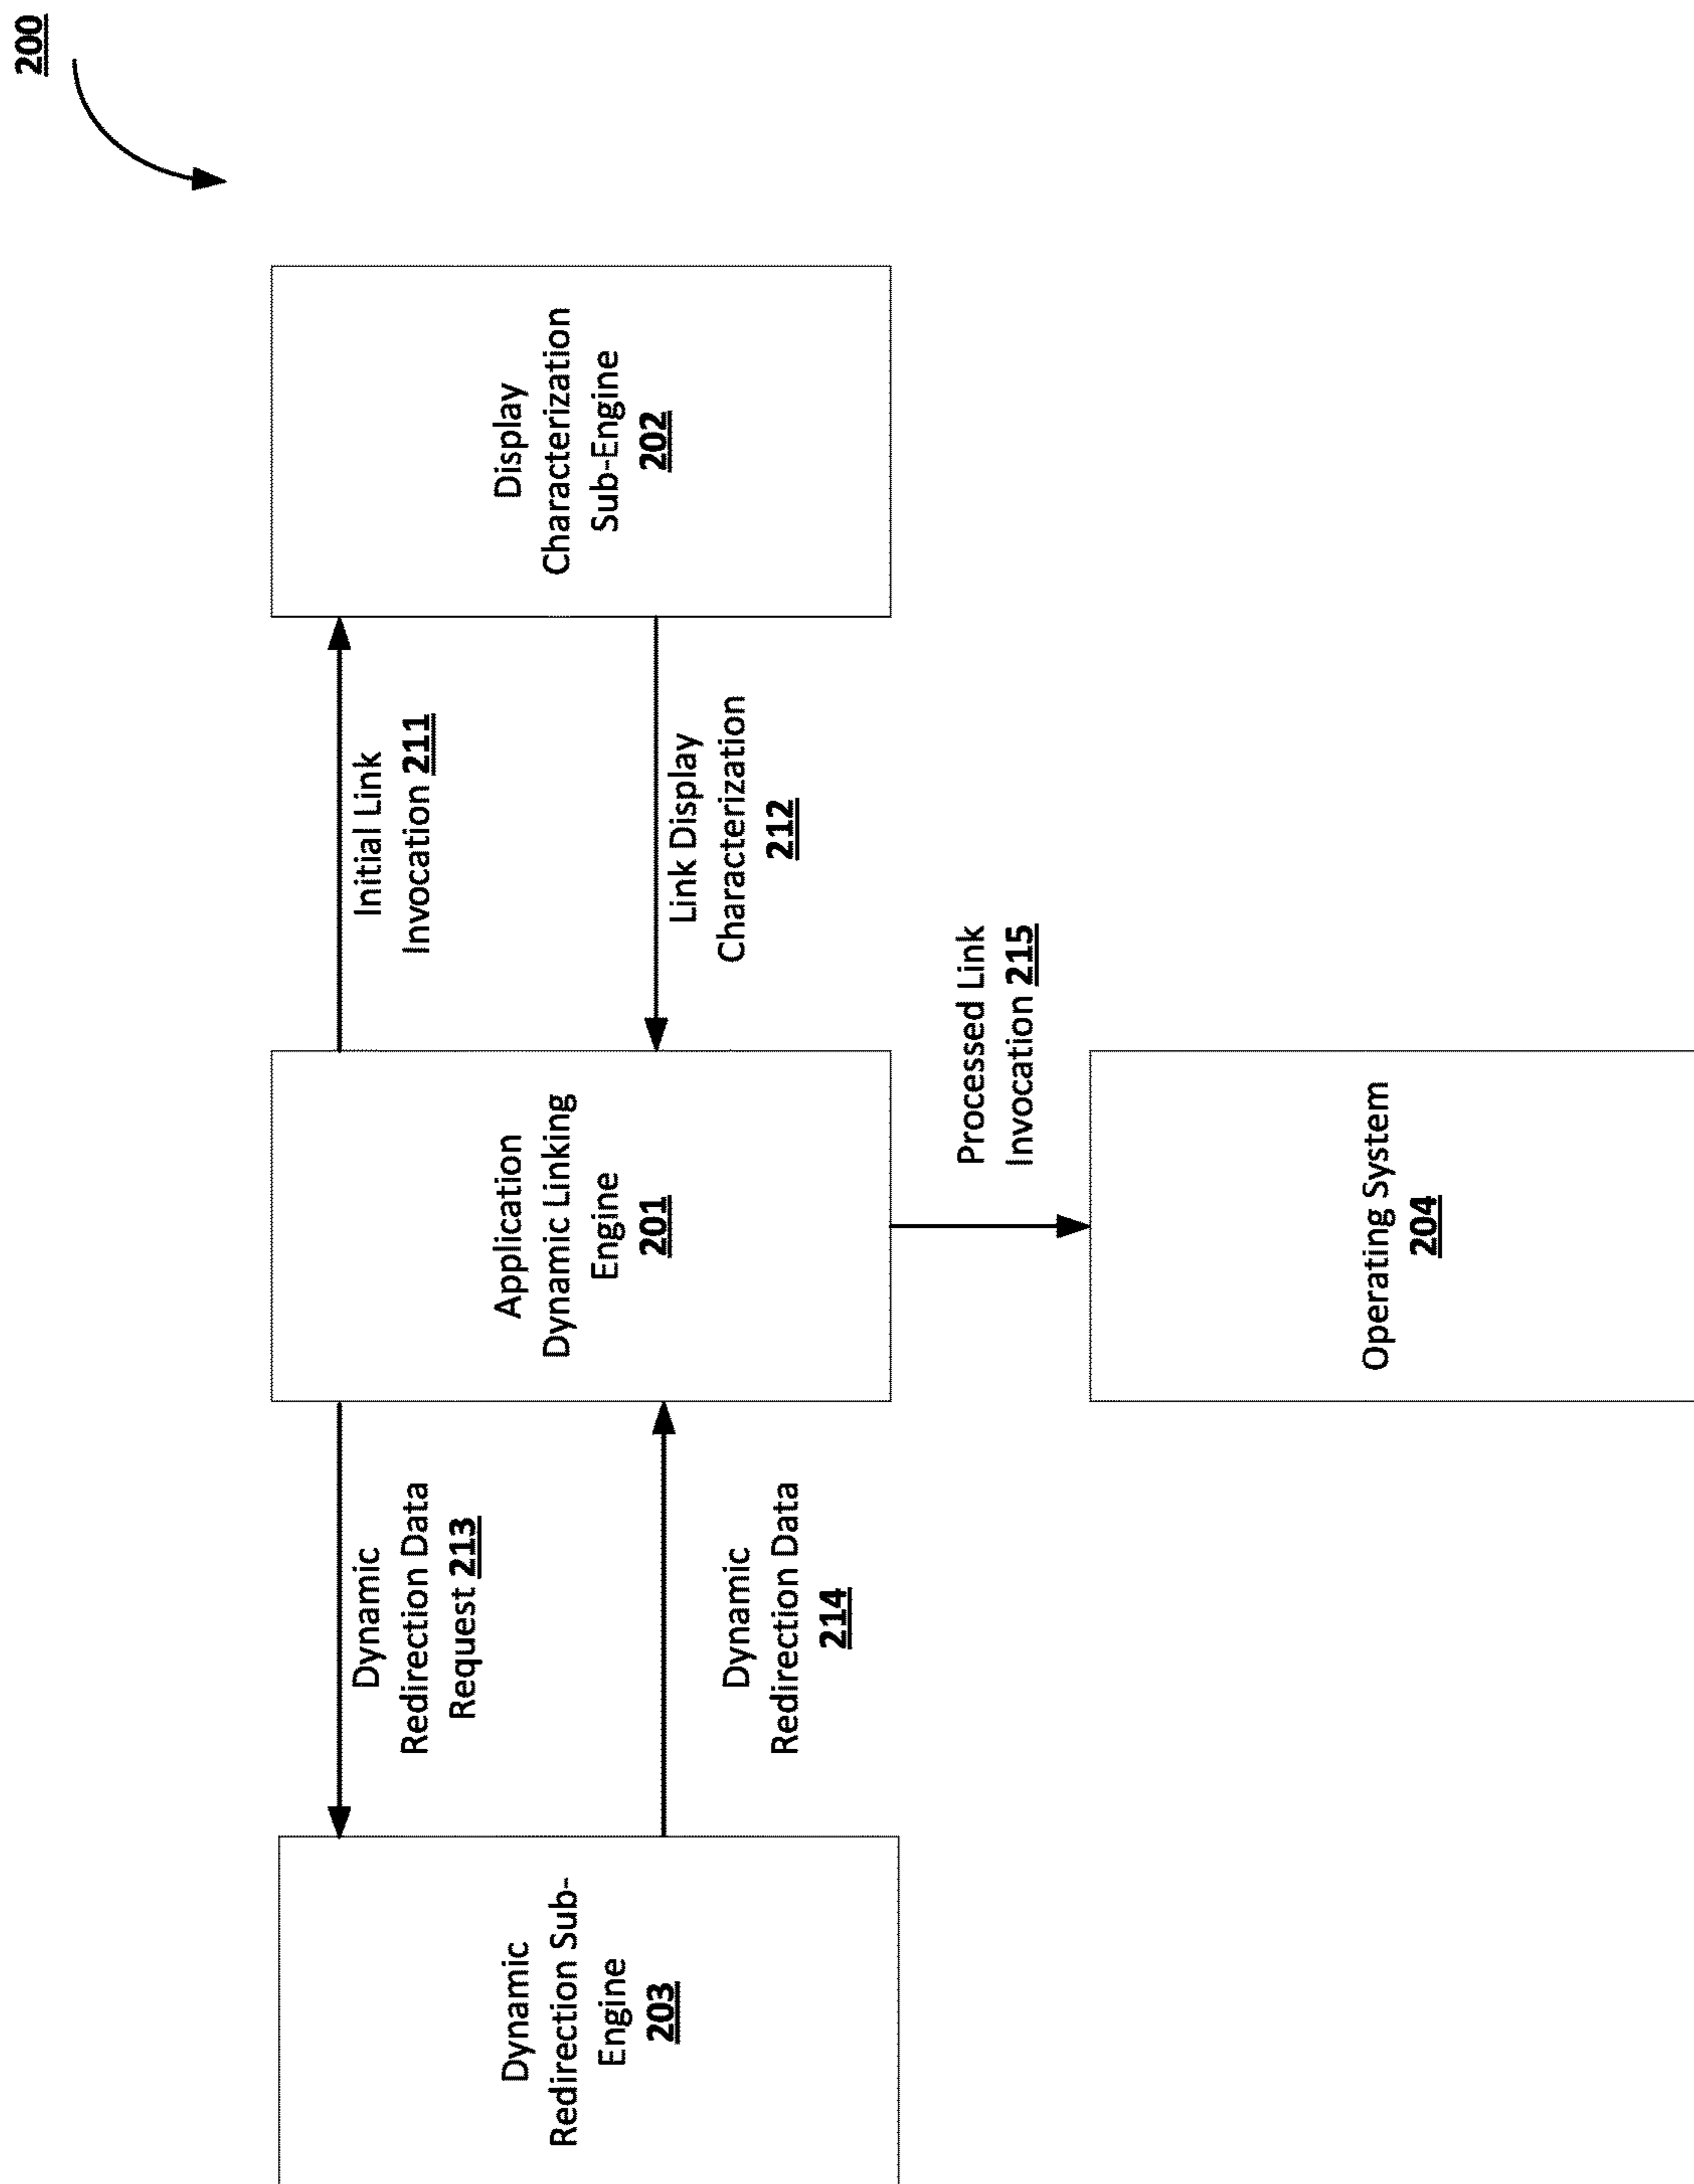 200
Dynamic
Redirection Sub-
Engine
203
Dynamic
Redirection Data
Request 213
Dynamic
Redirection Data
214
Application
Dynamic Linking
Engine
201
Initial Link
Invocation 211
Link Display
Characterization
212
Display
Characterization
Sub-Engine
202
Processed Link
Invocation 215
Operating System
204